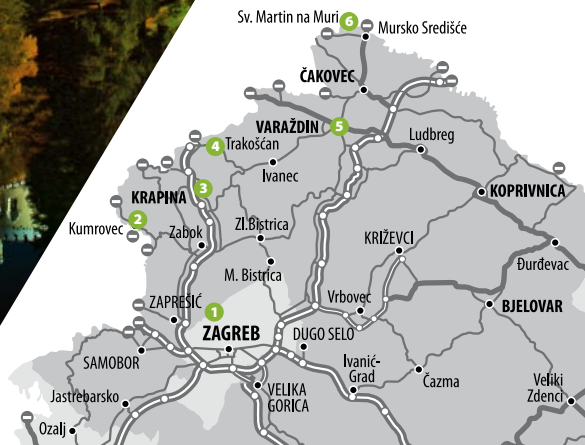 Sv. Martin na Muri 6
Mursko Središće
ČAKOVEC
VARAŽDIN 5
4 Trakošćan
Ludbreg
Ivanec
KRAPINA 3
KOPRIVNICA
2
Kumrovec
Zabok
Zl.Bistrica
KRIŽEVCI
Đurđevac
M. Bistrica
ZAPREŠIĆ
1
Vrbovec
BJELOVAR
ZAGREB
DUGO SELO
SAMOBOR
Ivanić-
Grad
Čazma
Veliki
Zdenci
Jastrebarsko
VELIKA
GORICA
Ozalj